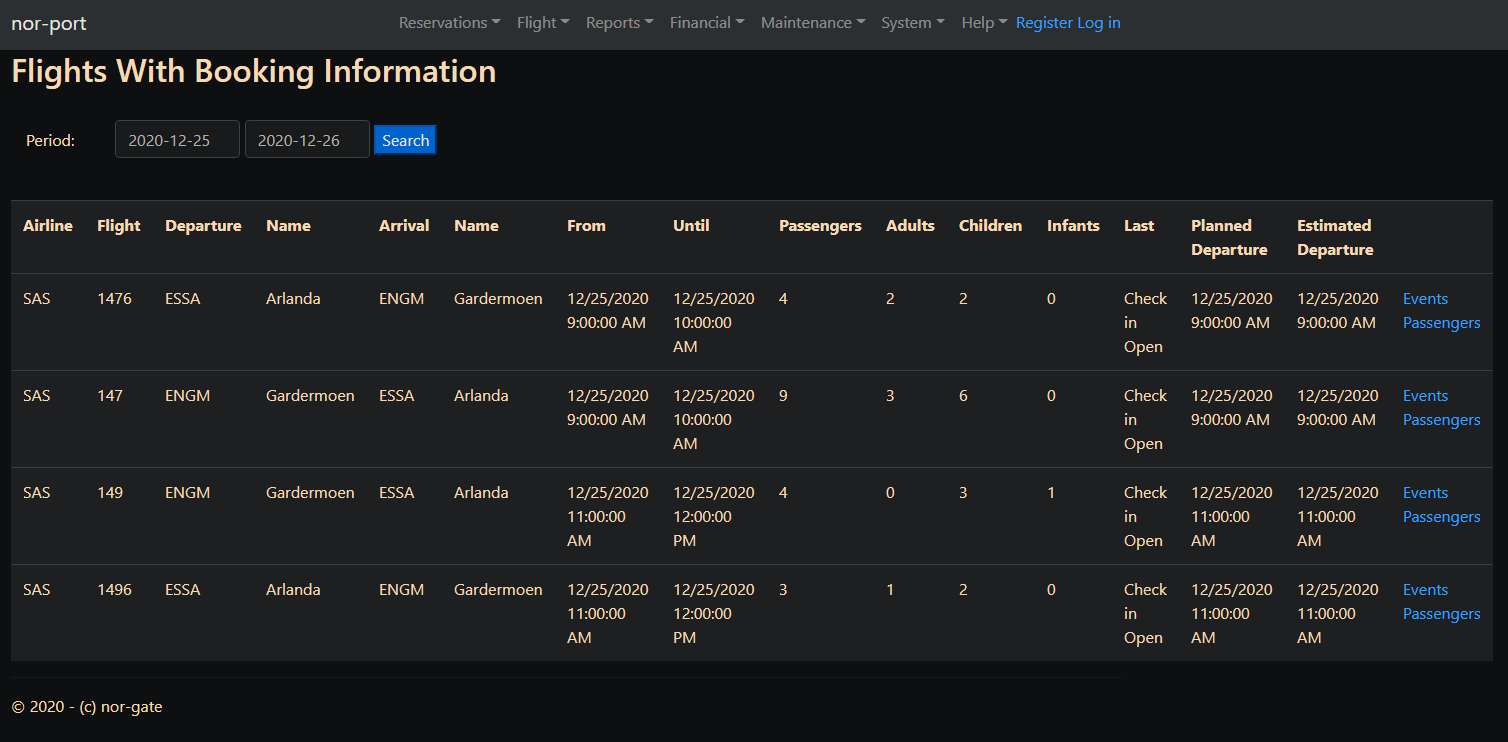 nor-port Reservations Flight Reports Financial Maintenance System Help Register Log in
Flights With Booking Information
Period: 2020-12-25 2020-12-26 Search
Airline Flight Departure Name Arrival Name From Until Passengers Adults Children Infants Last Planned Estimated
Departure Departure
SAS 1476 ESSA Arlanda ENGM Gardermoen 12/25/2020 12/25/2020 4 2 2 0 Check 12/25/2020 12/25/2020 Events
9:00:00 AM 10:00:00 in 9:00:00 AM 9:00:00 AM Passengers
AM Open
SAS 147 ENGM Gardermoen ESSA Arlanda 12/25/2020 12/25/2020 9 3 6 0 Check 12/25/2020 12/25/2020 Events
9:00:00 AM 10:00:00 in 9:00:00 AM 9:00:00 AM Passengers
AM Open
SAS 149 ENGM Gardermoen ESSA Arlanda 12/25/2020 12/25/2020 4 0 3 1 Check 12/25/2020 12/25/2020 Events
11:00:00 12:00:00 in 11:00:00 11:00:00 Passengers
AM PM Open AM AM
SAS 1496 ESSA Arlanda ENGM Gardermoen 12/25/2020 12/25/2020 3 1 2 0 Check 12/25/2020 12/25/2020 Events
11:00:00 12:00:00 in 11:00:00 11:00:00 Passengers
AM PM Open AM AM
© 2020 - (c) nor-gate